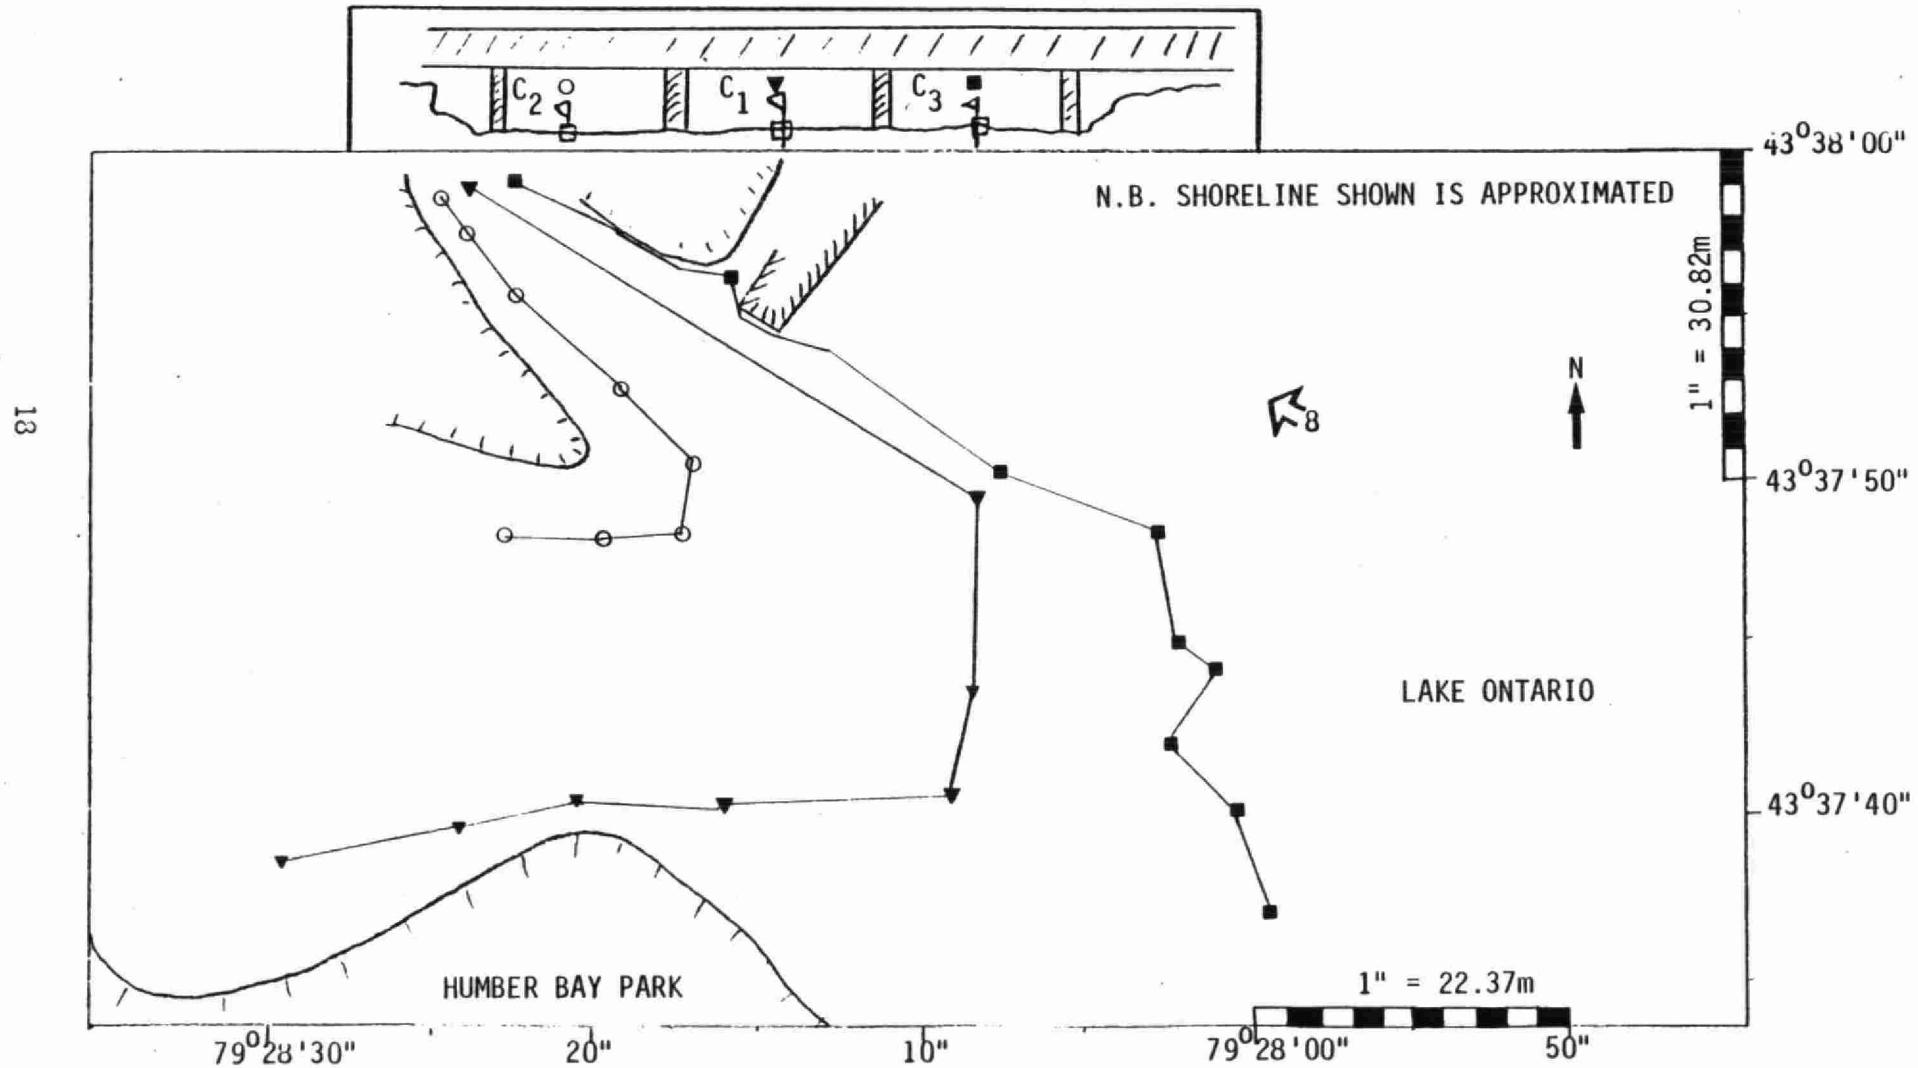 C2 C1 C3
43°38'00"
N.B. SHORELINE SHOWN IS APPROXIMATED
1" = 30.82m
N
8
18
43°37'50"
LAKE ONTARIO
43°37'40"
1" = 22.37m
HUMBER BAY PARK
79°28'30" 20" 10" 79°28'00" 50"